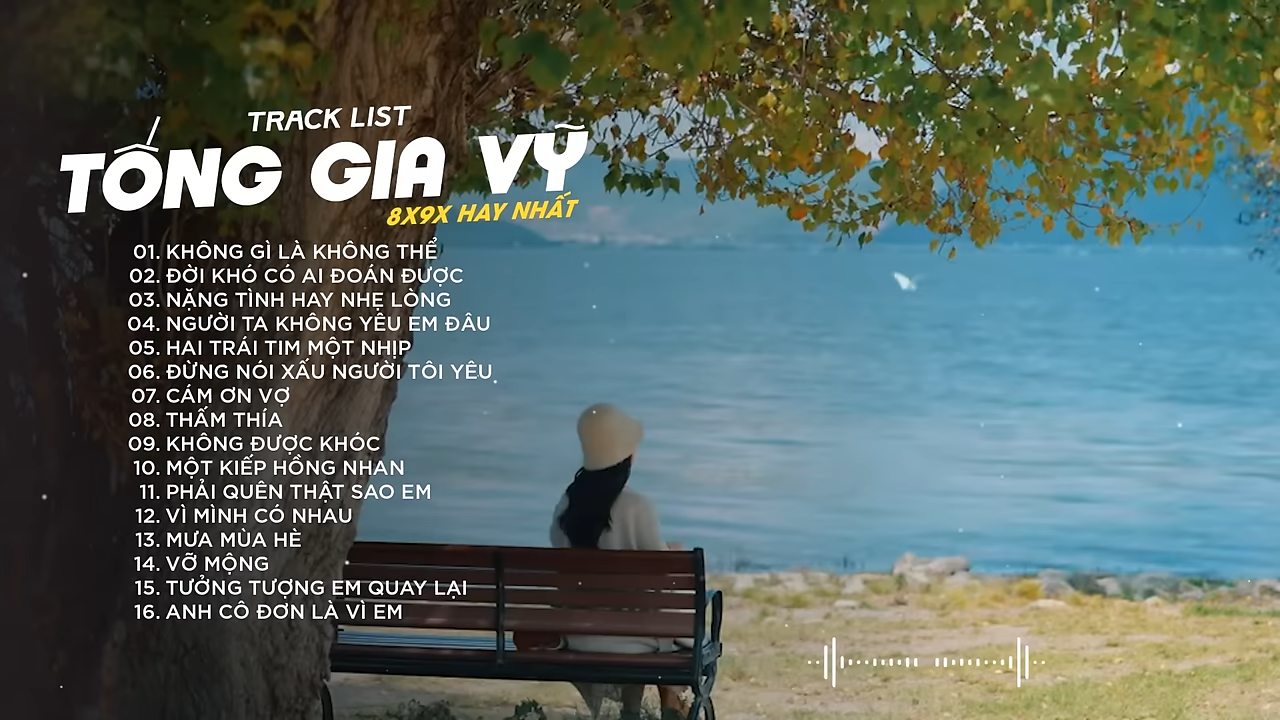 TRACK LIST
TỐNG GIA VỸ
8X9X HAY NHẤT
01. KHÔNG GÌ LÀ KHÔNG THỂ
02. ĐỜI KHÓ CÓ AI ĐOÁN ĐƯỢC
03. NẶNG TÌNH HAY NHẸ LÒNG
04. NGƯỜI TA KHÔNG YÊU EM ĐÂU
05. HAI TRÁI TIM MỘT NHỊP
06. ĐỪNG NÓI XẤU NGƯỜI TÔI YÊU
07. CÁM ƠN VỢ
08. THẤM THÍA
09. KHÔNG ĐƯỢC KHÓC
10. MỘT KIẾP HỒNG NHAN
11. PHẢI QUÊN THẬT SAO EM
12. VÌ MÌNH CÓ NHAU
13. MƯA MÙA HÈ
14. VỠ MỘNG
15. TƯỞNG TƯỢNG EM QUAY LẠI
16. ANH CÔ ĐƠN LÀ VÌ EM